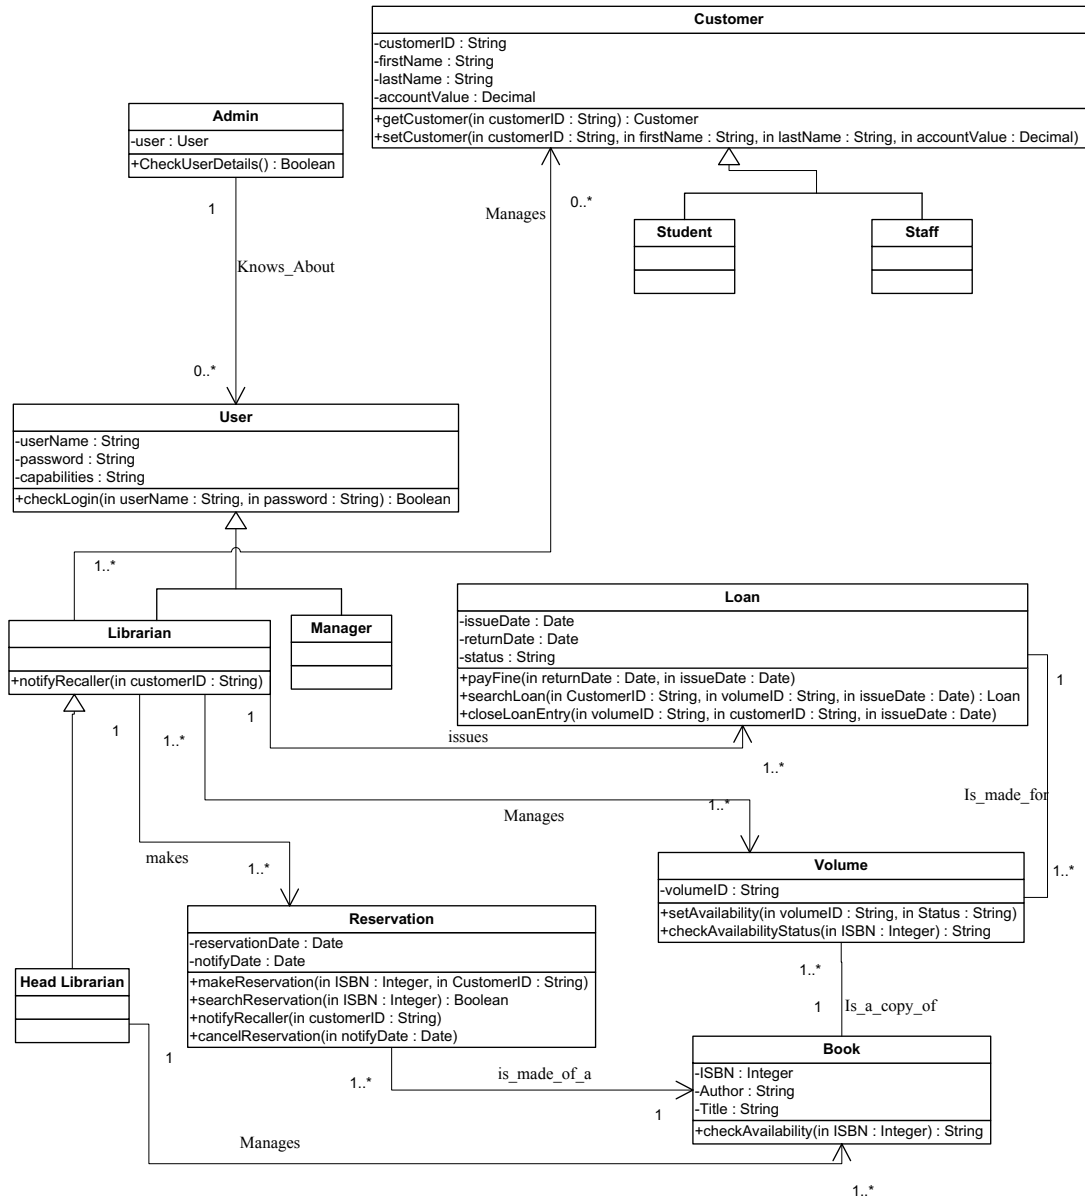 Customer
-customerID : String
-firstName : String
-lastName : String
-accountValue : Decimal
+getCustomer(in customerID : String) : Customer
+setCustomer(in customerID : String, in firstName : String, in lastName : String, in accountValue : Decimal)
Admin
-user : User
+CheckUserDetails() : Boolean
1
Manages
0..*
Student
Staff
Knows_About
0..*
User
-userName : String
-password : String
-capabilities : String
+checkLogin(in userName : String, in password : String) : Boolean
1..*
Librarian
+notifyRecaller(in customerID : String)
Manager
Loan
-issueDate : Date
-returnDate : Date
-status : String
+payFine(in returnDate : Date, in issueDate : Date)
+searchLoan(in CustomerID : String, in volumeID : String, in issueDate : Date) : Loan
+closeLoanEntry(in volumeID : String, in customerID : String, in issueDate : Date)
1
1
1..*
1
issues
1..*
Is_made_for
1..*
Manages
makes
1..*
1..*
Volume
-volumeID : String
+setAvailability(in volumeID : String, in Status : String)
+checkAvailabilityStatus(in ISBN : Integer) : String
Reservation
-reservationDate : Date
-notifyDate : Date
+makeReservation(in ISBN : Integer, in CustomerID : String)
+searchReservation(in ISBN : Integer) : Boolean
+notifyRecaller(in customerID : String)
+cancelReservation(in notifyDate : Date)
Head Librarian
1..*
1
Is_a_copy_of
Book
-ISBN : Integer
-Author : String
-Title : String
+checkAvailability(in ISBN : Integer) : String
1
1..*
is_made_of_a
1
Manages
1..*